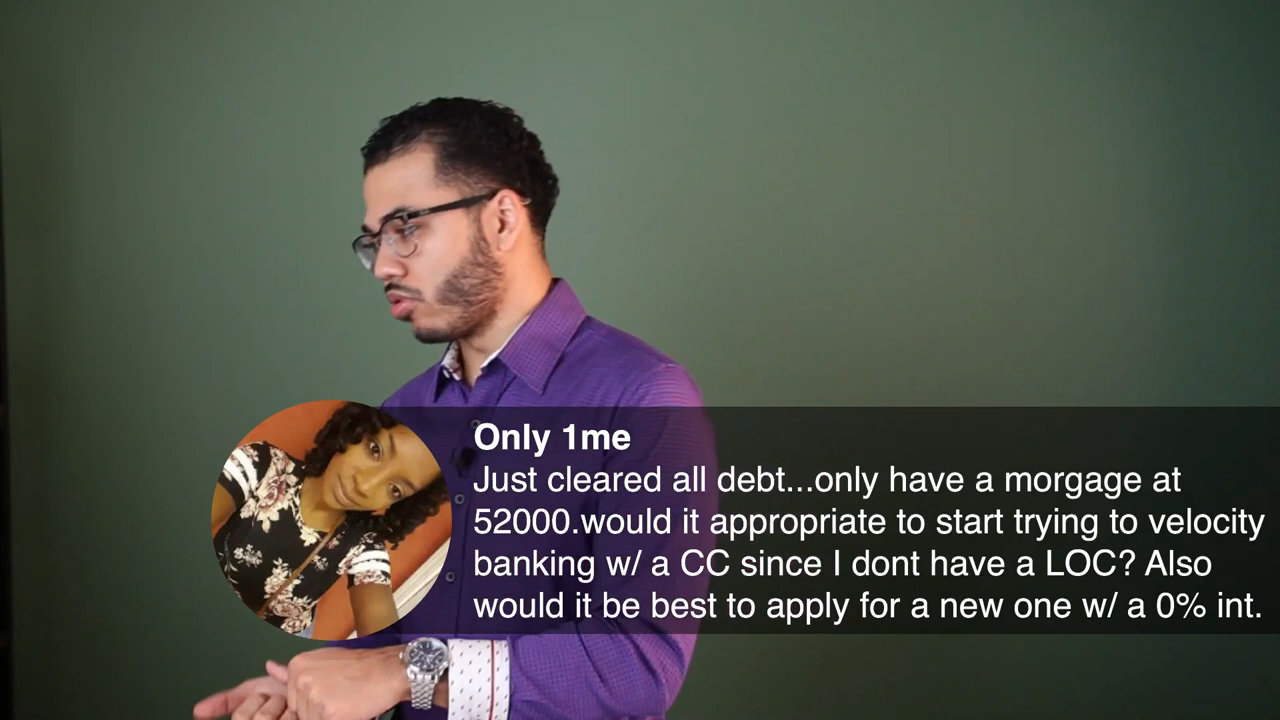 Only 1me
Just cleared all debt...only have a morgage at
52000.would it appropriate to start trying to velocity
banking w/ a CC since I dont have a LOC? Also
would it be best to apply for a new one w/ a 0% int.